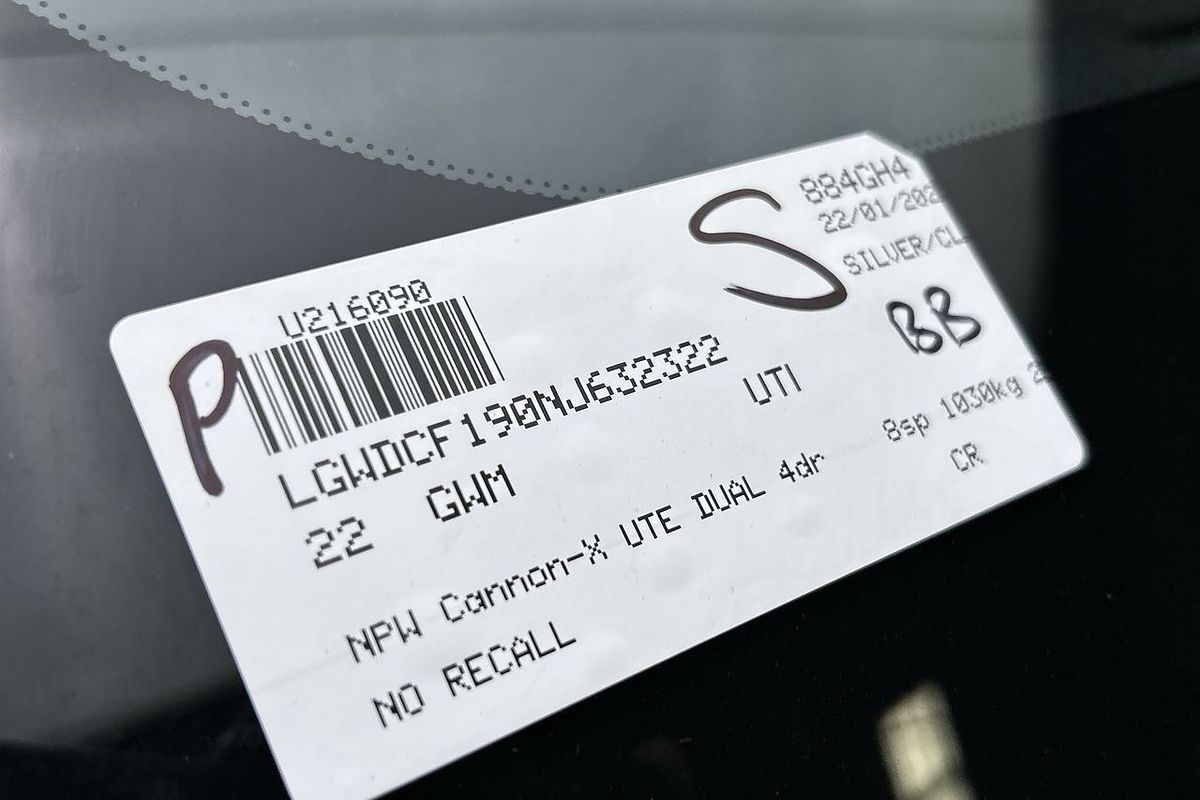 U216090
P
S
884GH4
22/01/202
SILVER/CL
BB
LGWDCF190NJ632322
UTI
22 GWM
8sp 1030kg 2
NPW Cannon-X UTE DUAL 4dr
CR
NO RECALL